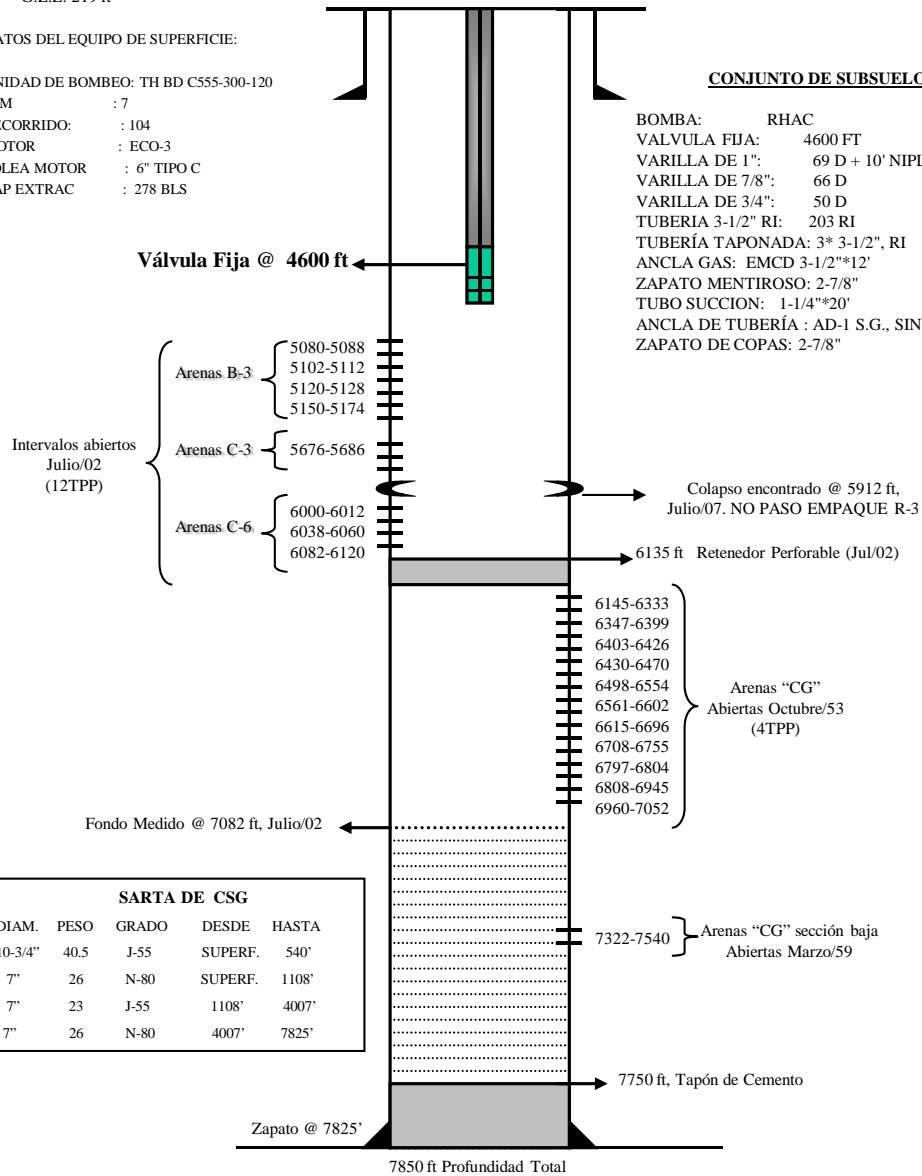 G.L.E. 219 ft
ATOS DEL EQUIPO DE SUPERFICIE:
NIDAD DE BOMBEO: TH BD C555-300-120
M : 7
ECORRIDO: : 104
OTOR : ECO-3
OLEA MOTOR : 6" TIPO C
AP EXTRAC : 278 BLS
CONJUNTO DE SUBSUELO
BOMBA: RHAC
VALVULA FIJA: 4600 FT
VARILLA DE 1": 69 D + 10' NIPL
VARILLA DE 7/8": 66 D
VARILLA DE 3/4": 50 D
TUBERIA 3-1/2" RI: 203 RI
TUBERÍA TAPONADA: 3* 3-1/2", RI
ANCLA GAS: EMCD 3-1/2"*12'
ZAPATO MENTIROSO: 2-7/8"
TUBO SUCCION: 1-1/4"*20'
ANCLA DE TUBERÍA : AD-1 S.G., SIN
ZAPATO DE COPAS: 2-7/8"
Válvula Fija @ 4600 ft
Intervalos abiertos
Julio/02
(12TPP)
Arenas B-3
5080-5088
5102-5112
5120-5128
5150-5174
Arenas C-3
5676-5686
Arenas C-6
6000-6012
6038-6060
6082-6120
Colapso encontrado @ 5912 ft,
Julio/07. NO PASO EMPAQUE R-3
6135 ft Retenedor Perforable (Jul/02)
6145-6333
6347-6399
6403-6426
6430-6470
6498-6554
6561-6602
6615-6696
6708-6755
6797-6804
6808-6945
6960-7052
Arenas “CG”
Abiertas Octubre/53
(4TPP)
Fondo Medido @ 7082 ft, Julio/02
SARTA DE CSG
DIAM. PESO GRADO DESDE HASTA
10-3/4” 40.5 J-55 SUPERF. 540’
7” 26 N-80 SUPERF. 1108’
7” 23 J-55 1108’ 4007’
7” 26 N-80 4007’ 7825’
7322-7540
Arenas “CG” sección baja
Abiertas Marzo/59
7750 ft, Tapón de Cemento
Zapato @ 7825’
7850 ft Profundidad Total